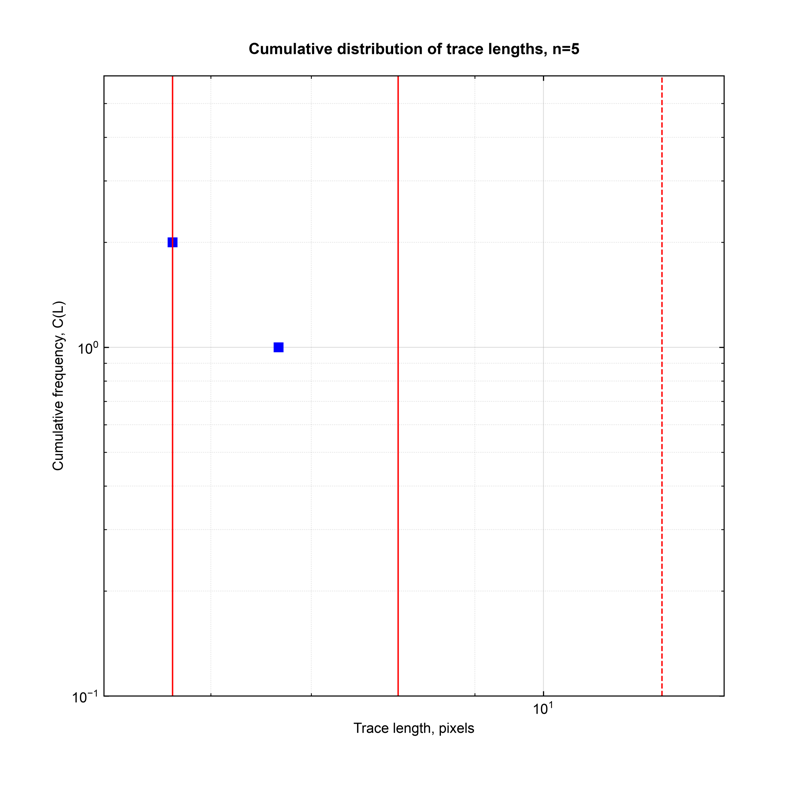 Cumulative distribution of trace lengths, n=5
Cumulative frequency, C(L)
10⁰
10⁻¹
10¹
Trace length, pixels